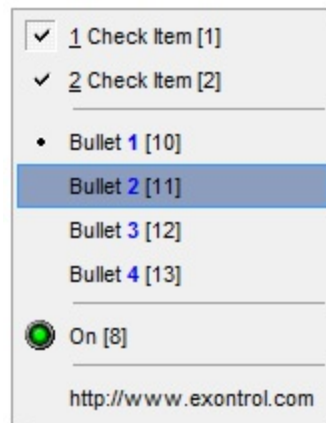 1 Check Item [1]
2 Check Item [2]
Bullet 1 [10]
Bullet 2 [11]
Bullet 3 [12]
Bullet 4 [13]
On [8]
http://www.exontrol.com